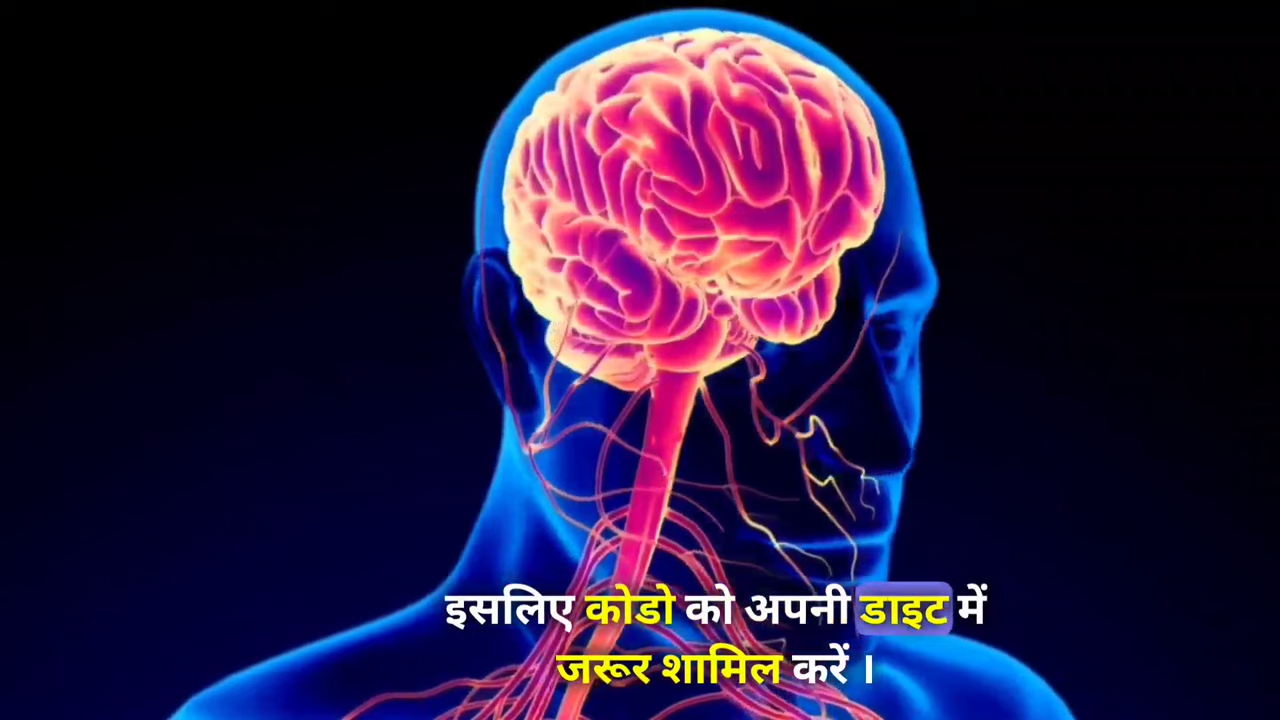 इसलिए कोडो को अपनी डाइट में
जरूर शामिल करें ।